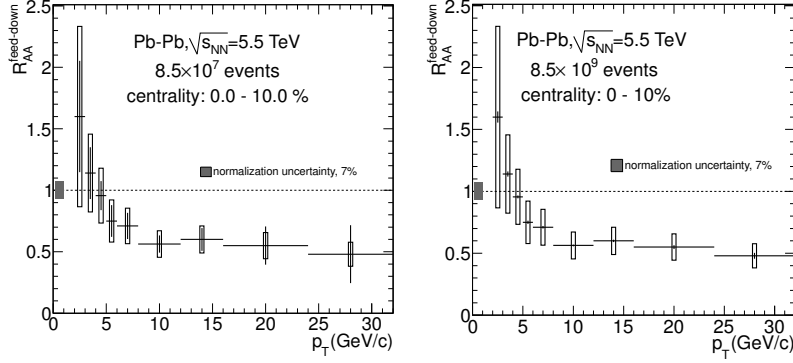 R_AA^feed-down
2.5
2
1.5
1
0.5
0
Pb-Pb,√s_NN=5.5 TeV
8.5×10^7 events
centrality: 0.0 - 10.0 %
normalization uncertainty, 7%
0 5 10 15 20 25 30
p_T(GeV/c)
R_AA^feed-down
2.5
2
1.5
1
0.5
0
Pb-Pb,√s_NN=5.5 TeV
8.5× 10^9 events
centrality: 0 - 10%
normalization uncertainty, 7%
0 5 10 15 20 25 30
p_T(GeV/c)